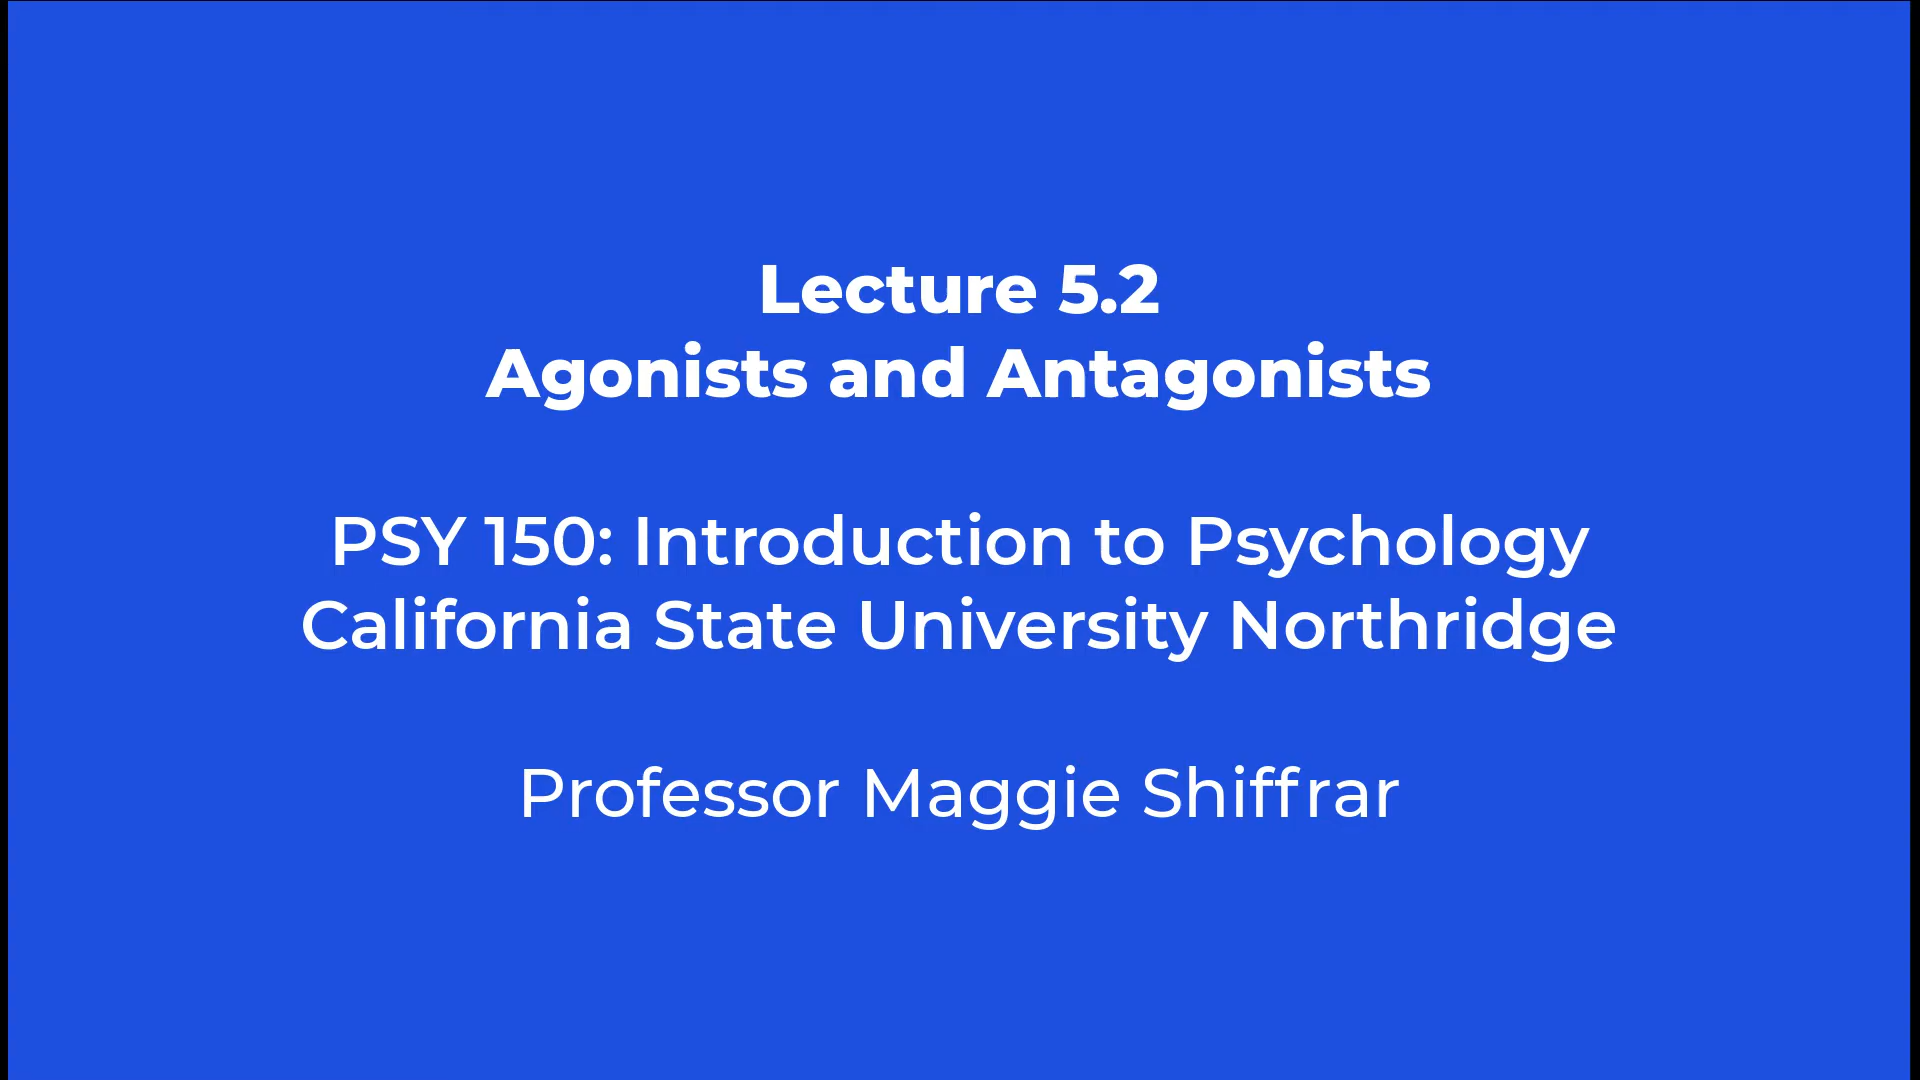 Lecture 5.2
Agonists and Antagonists
PSY 150: Introduction to Psychology
California State University Northridge
Professor Maggie Shiffrar